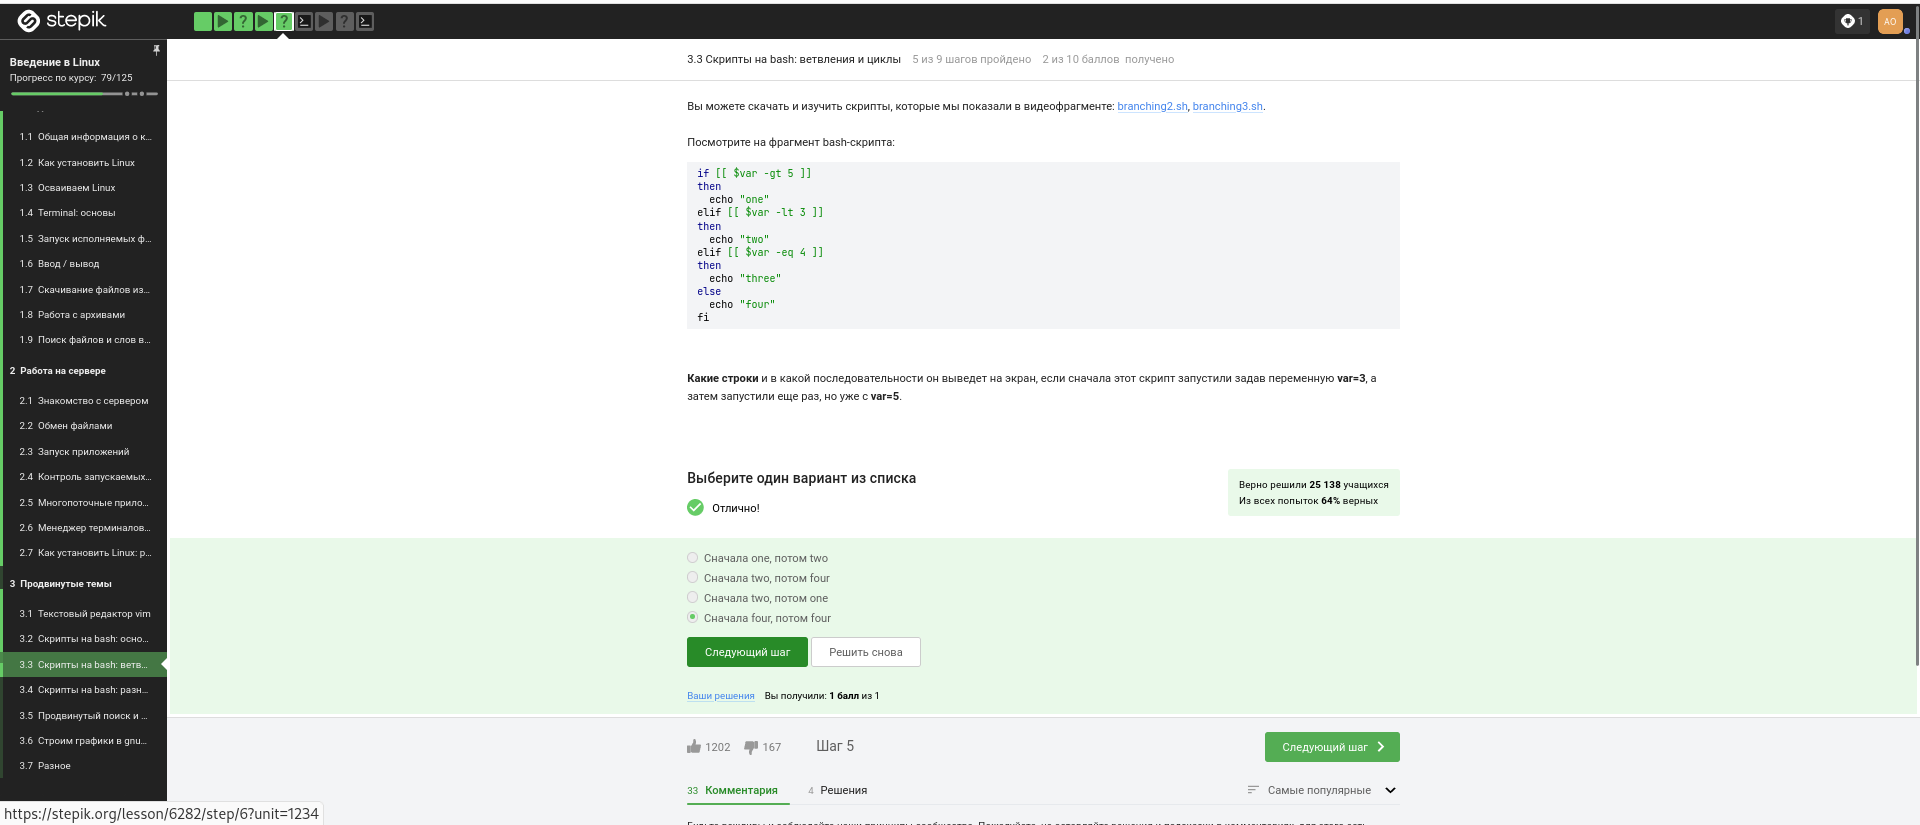 stepik
1
AO
Введение в Linux
Прогресс по курсу: 79/125
1.1 Общая информация о к...
1.2 Как установить Linux
1.3 Осваиваем Linux
1.4 Terminal: основы
1.5 Запуск исполняемых ф...
1.6 Ввод / вывод
1.7 Скачивание файлов из...
1.8 Работа с архивами
1.9 Поиск файлов и слов в...
2 Работа на сервере
2.1 Знакомство с сервером
2.2 Обмен файлами
2.3 Запуск приложений
2.4 Контроль запускаемых...
2.5 Многопоточные прило...
2.6 Менеджер терминалов...
2.7 Как установить Linux: р...
3 Продвинутые темы
3.1 Текстовый редактор vim
3.2 Скрипты на bash: осно...
3.3 Скрипты на bash: ветв...
3.4 Скрипты на bash: разн...
3.5 Продвинутый поиск и ...
3.6 Строим графики в gnu...
3.7 Разное
https://stepik.org/lesson/6282/step/6?unit=1234
3.3 Скрипты на bash: ветвления и циклы 5 из 9 шагов пройдено 2 из 10 баллов получено
Вы можете скачать и изучить скрипты, которые мы показали в видеофрагменте: branching2.sh, branching3.sh.
Посмотрите на фрагмент bash-скрипта:
if [[ $var -gt 5 ]]
then
echo "one"
elif [[ $var -lt 3 ]]
then
echo "two"
elif [[ $var -eq 4 ]]
then
echo "three"
else
echo "four"
fi
Какие строки и в какой последовательности он выведет на экран, если сначала этот скрипт запустили задав переменную var=3, а
затем запустили еще раз, но уже с var=5.
Выберите один вариант из списка
Отлично!
Верно решили 25 138 учащихся
Из всех попыток 64% верных
Сначала one, потом two
Сначала two, потом four
Сначала two, потом one
Сначала four, потом four
Следующий шаг Решить снова
Ваши решения Вы получили: 1 балл из 1
1202 167 Шаг 5 Следующий шаг
33 Комментария 4 Решения Самые популярные